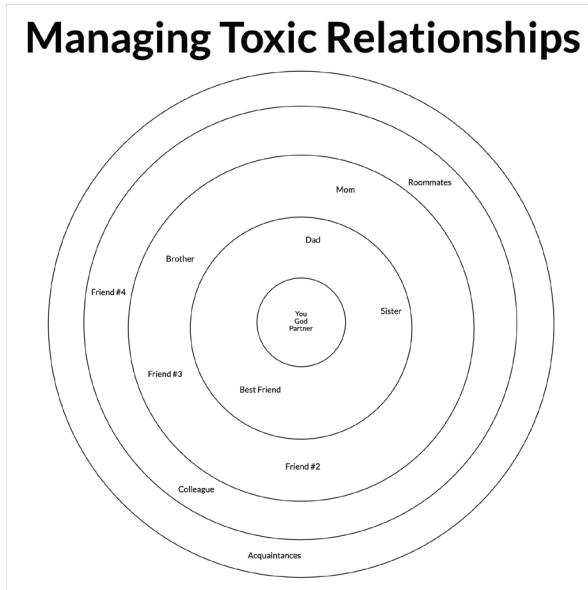 Managing Toxic Relationships
Roommates
Mom
Dad
Brother
Friend #4
Sister
You
God
Partner
Friend #3
Best Friend
Friend #2
Colleague
Acquaintances